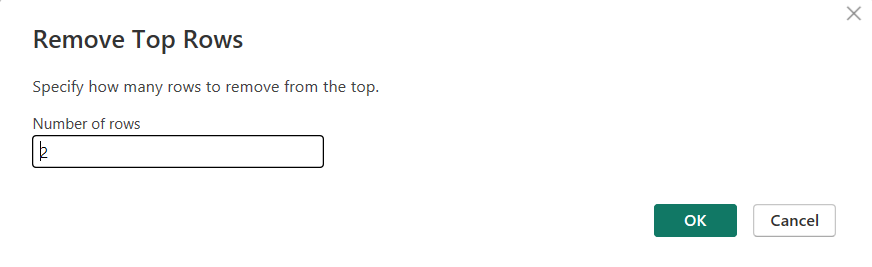 Remove Top Rows
Specify how many rows to remove from the top.
Number of rows
2
OK
Cancel